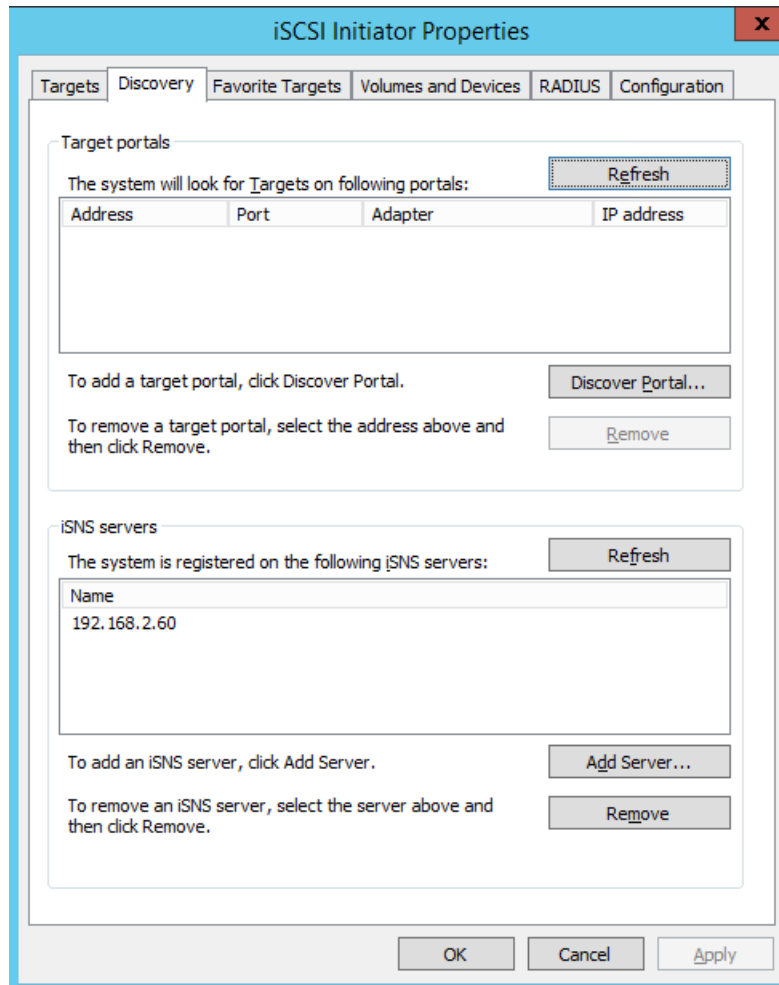 iSCSI Initiator Properties
x
Targets Discovery Favorite Targets Volumes and Devices RADIUS Configuration
Target portals
The system will look for Targets on following portals:
Refresh
Address Port Adapter IP address
To add a target portal, click Discover Portal.
Discover Portal...
To remove a target portal, select the address above and
then click Remove.
Remove
iSNS servers
The system is registered on the following iSNS servers:
Refresh
Name
192.168.2.60
To add an iSNS server, click Add Server.
Add Server...
To remove an iSNS server, select the server above and
then click Remove.
Remove
OK Cancel Apply